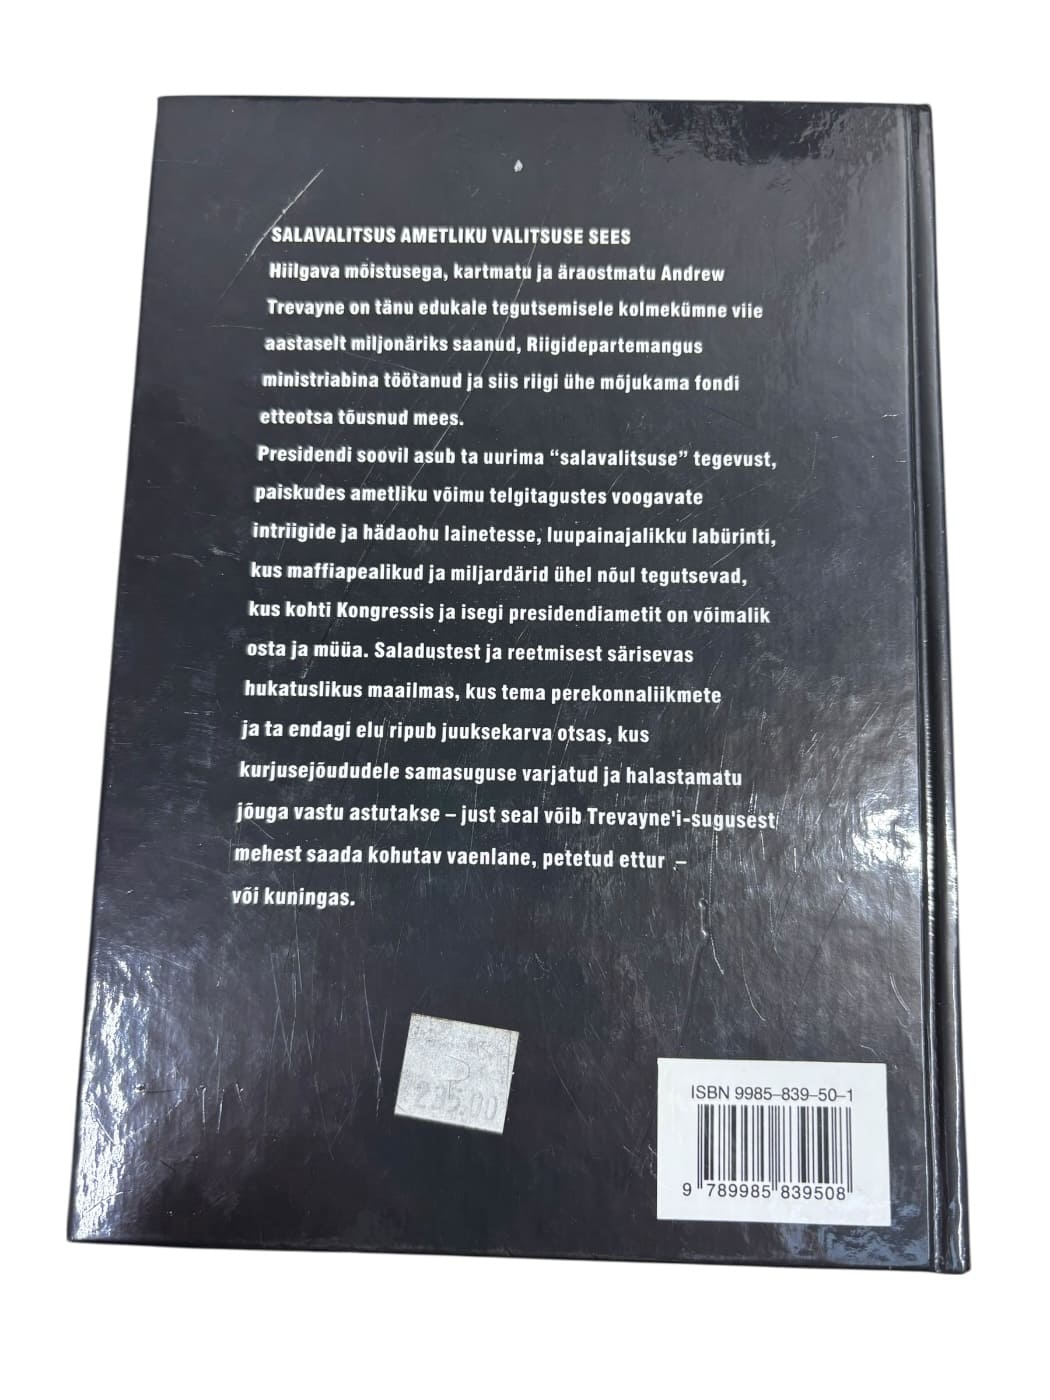 SALAVALITSUS AMETLIKU VALITSUSE SEES
Hiilgava mõistusega, kartmatu ja äraostmatu Andrew
Trevayne on tänu edukale tegutsemisele kolmekümne viie
aastaselt miljonäriks saanud, Riigidepartemangus
ministriabina töötanud ja siis riigi ühe mõjukama fondi
etteotsa tõusnud mees.
Presidendi soovil asub ta uurima “salavalitsuse” tegevust,
paiskudes ametliku võimu telgitagustes voogavate
intriigide ja hädaohu lainetesse, luupainajalikku labürinti,
kus maffiapealikud ja miljardärid ühel nõul tegutsevad,
kus kohti Kongressis ja isegi presidendiametit on võimalik
osta ja müüa. Saladustest ja reetmisest särisevas
hukatuslikus maailmas, kus tema perekonnaliikmete
ja ta endagi elu ripub juuksekarva otsas, kus
kurjusejõududele samasuguse varjatud ja halastamatu
jõuga vastu astutakse – just seal võib Trevayne'i-sugusest
mehest saada kohutav vaenlane, petetud ettur –
või kuningas.
235.00
ISBN 9985–839–50–1
9 789985 839508